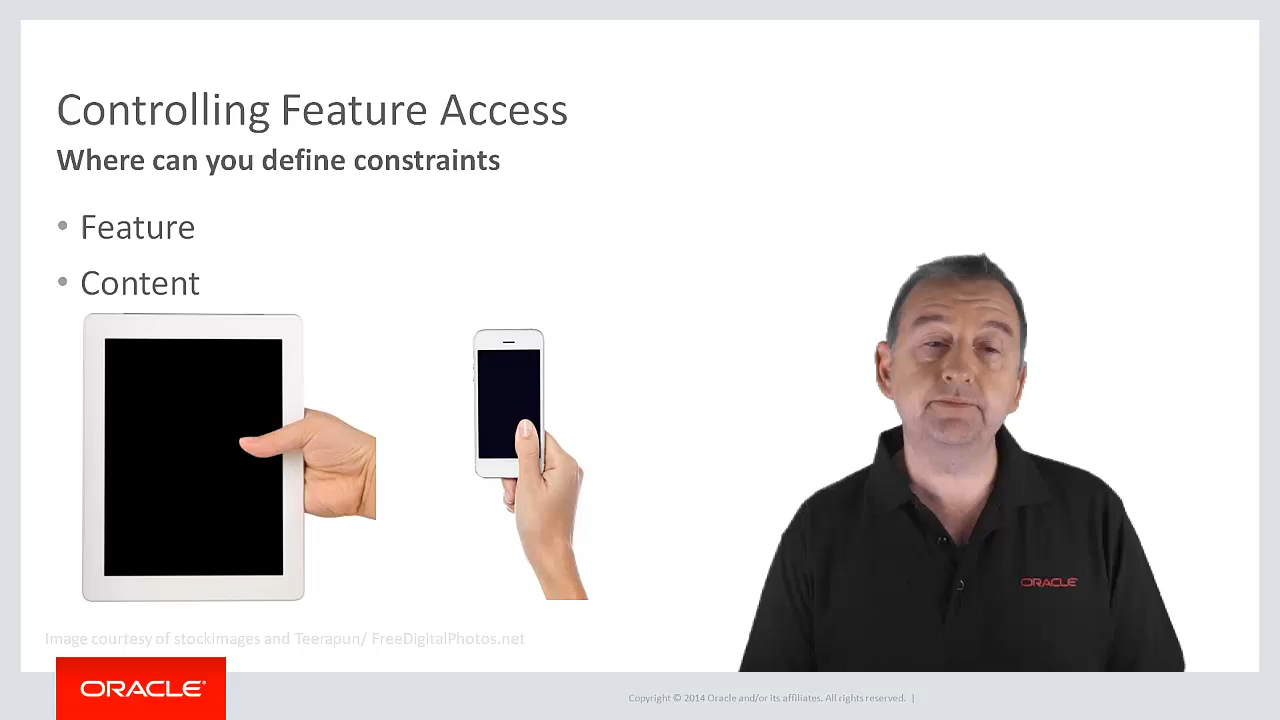 Controlling Feature Access
Where can you define constraints
• Feature
• Content
ORACLE
Image courtesy of stockimages and Teerapun/ FreeDigitalPhotos.net
ORACLE®
Copyright © 2014 Oracle and/or its affiliates. All rights reserved. |